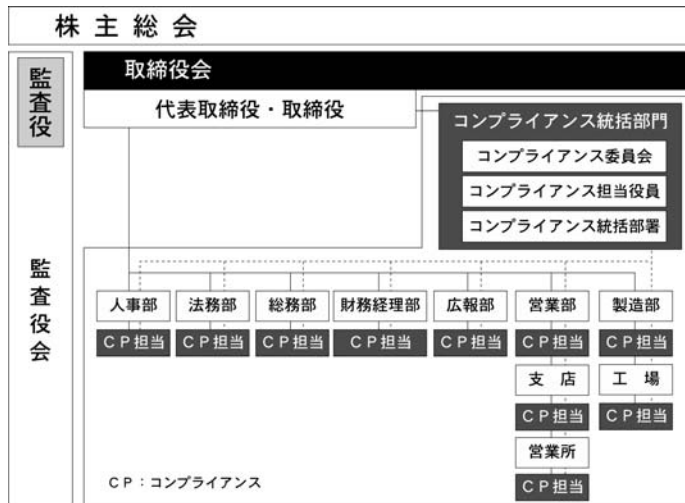 株主総会
監査役
取締役会
代表取締役・取締役
コンプライアンス統括部門
コンプライアンス委員会
コンプライアンス担当役員
コンプライアンス統括部署
監査役会
人事部 法務部 総務部 財務経理部 広報部 営業部 製造部
ＣＰ担当 ＣＰ担当 ＣＰ担当 ＣＰ担当 ＣＰ担当 ＣＰ担当 ＣＰ担当
支　店 工　場
ＣＰ担当 ＣＰ担当
営業所
ＣＰ担当
ＣＰ：コンプライアンス